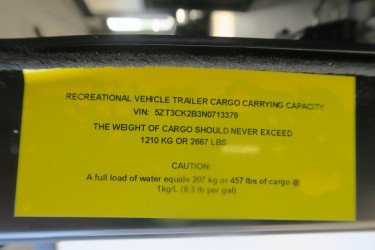 RECREATIONAL VEHICLE TRAILER CARGO CARRYING CAPACITY
VIN: 5ZT3CK2B3N0713379
THE WEIGHT OF CARGO SHOULD NEVER EXCEED
1210 KG OR 2667 LBS
CAUTION:
A full load of water equals 207 kg or 457 lbs of cargo @
1kg/L (8.3 lb per gal)